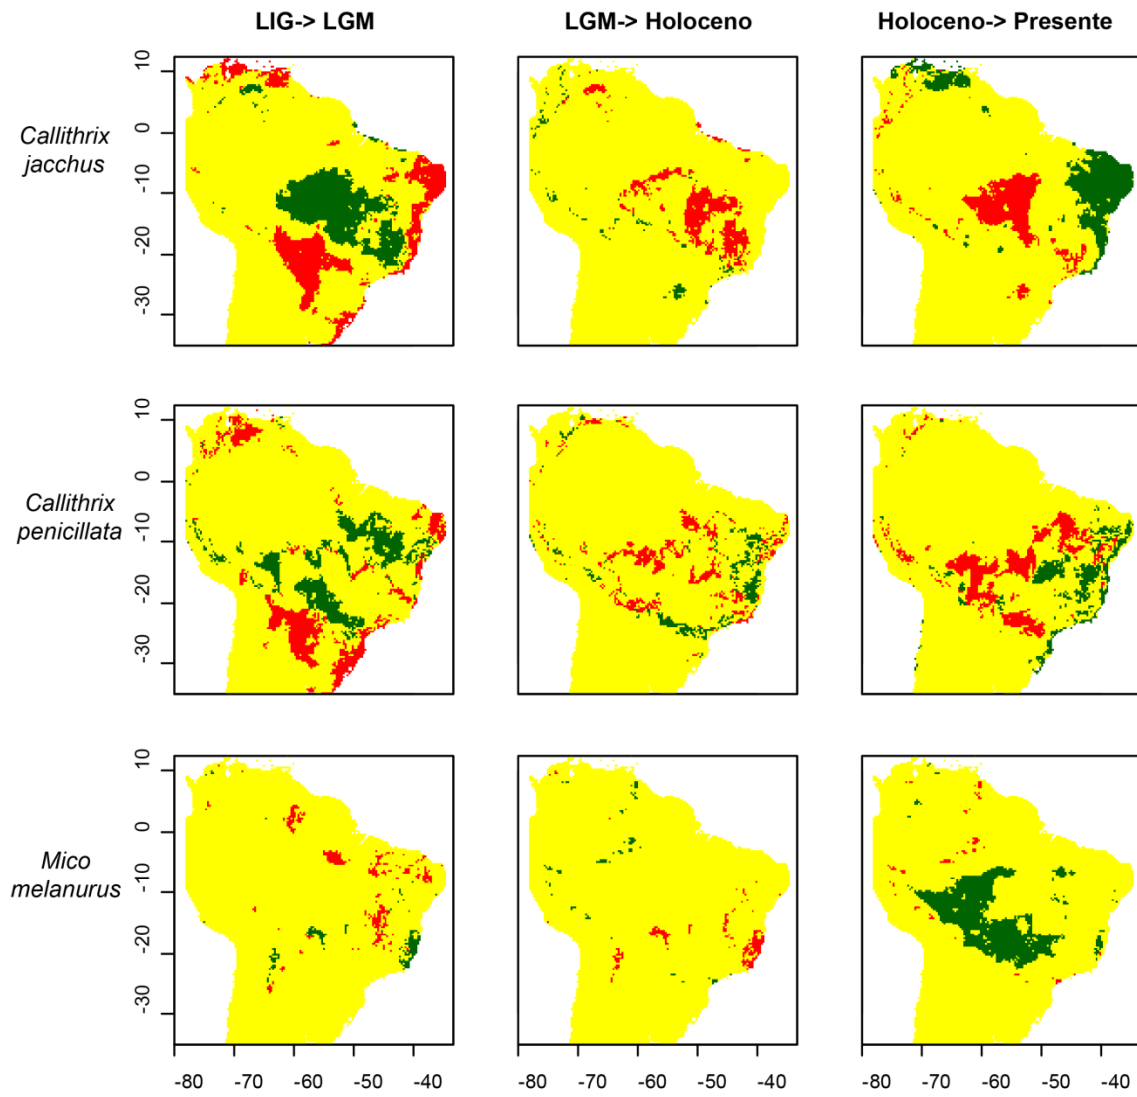 LIG-> LGM
LGM-> Holoceno
Holoceno-> Presente
Callithrix
jacchus
10
0
-10
-20
-30
Callithrix
penicillata
10
0
-10
-20
-30
Mico
melanurus
10
0
-10
-20
-30
-80 -70 -60 -50 -40
-80 -70 -60 -50 -40
-80 -70 -60 -50 -40